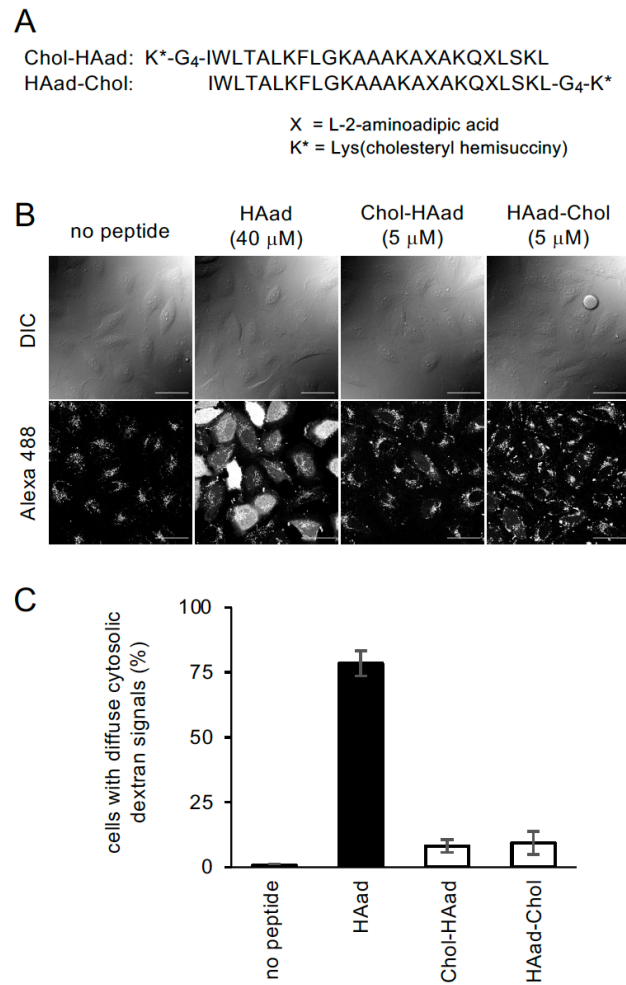 A
Chol-HAad: K*-G4-IWLTALKFLGKAAAKAXAKQXLSKL
HAad-Chol: IWLTALKFLGKAAAKAXAKQXLSKL-G4-K*
X = L-2-aminoadipic acid
K* = Lys(cholesteryl hemisucciny)
B
no peptide
HAad
(40 μM)
Chol-HAad
(5 μM)
HAad-Chol
(5 μM)
DIC
Alexa 488
C
cells with diffuse cytosolic
dextran signals (%)
100
75
50
25
0
no peptide
HAad
Chol-HAad
HAad-Chol